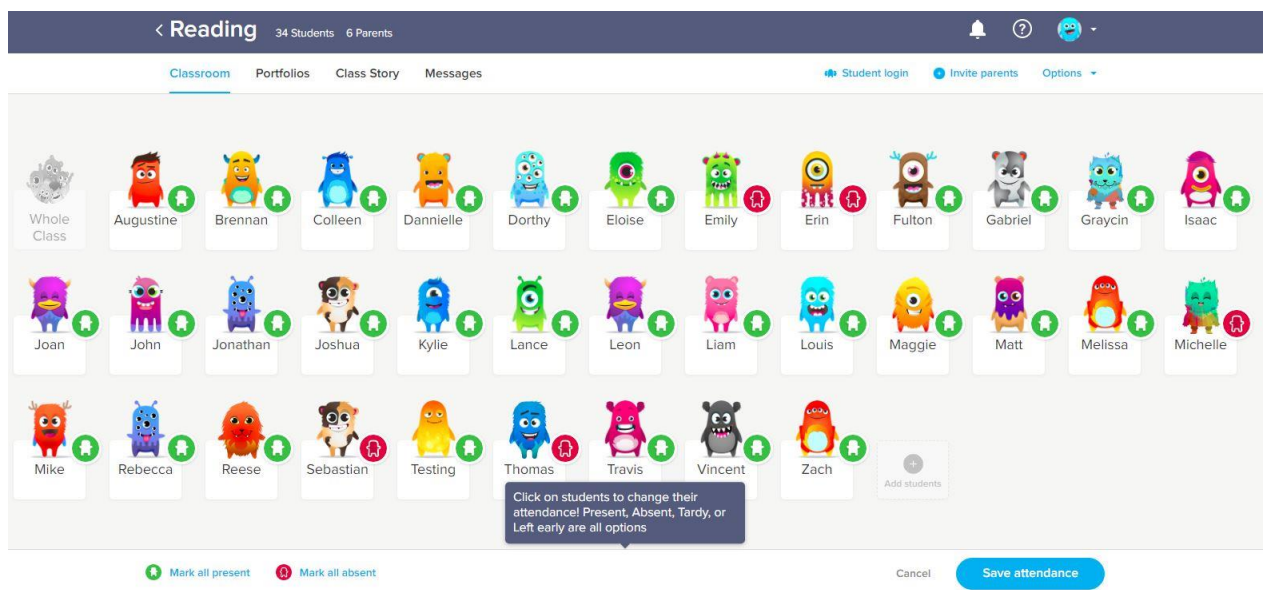 < Reading 34 Students 6 Parents
Classroom Portfolios Class Story Messages Student login Invite parents Options
Whole
Class
Augustine Brennan Colleen Dannielle Dorthy Eloise Emily Erin Fulton Gabriel Graycin Isaac
Joan John Jonathan Joshua Kylie Lance Leon Liam Louis Maggie Matt Melissa Michelle
Mike Rebecca Reese Sebastian Testing Thomas Travis Vincent Zach Add students
Click on students to change their
attendance! Present, Absent, Tardy, or
Left early are all options
Mark all present Mark all absent Cancel Save attendance